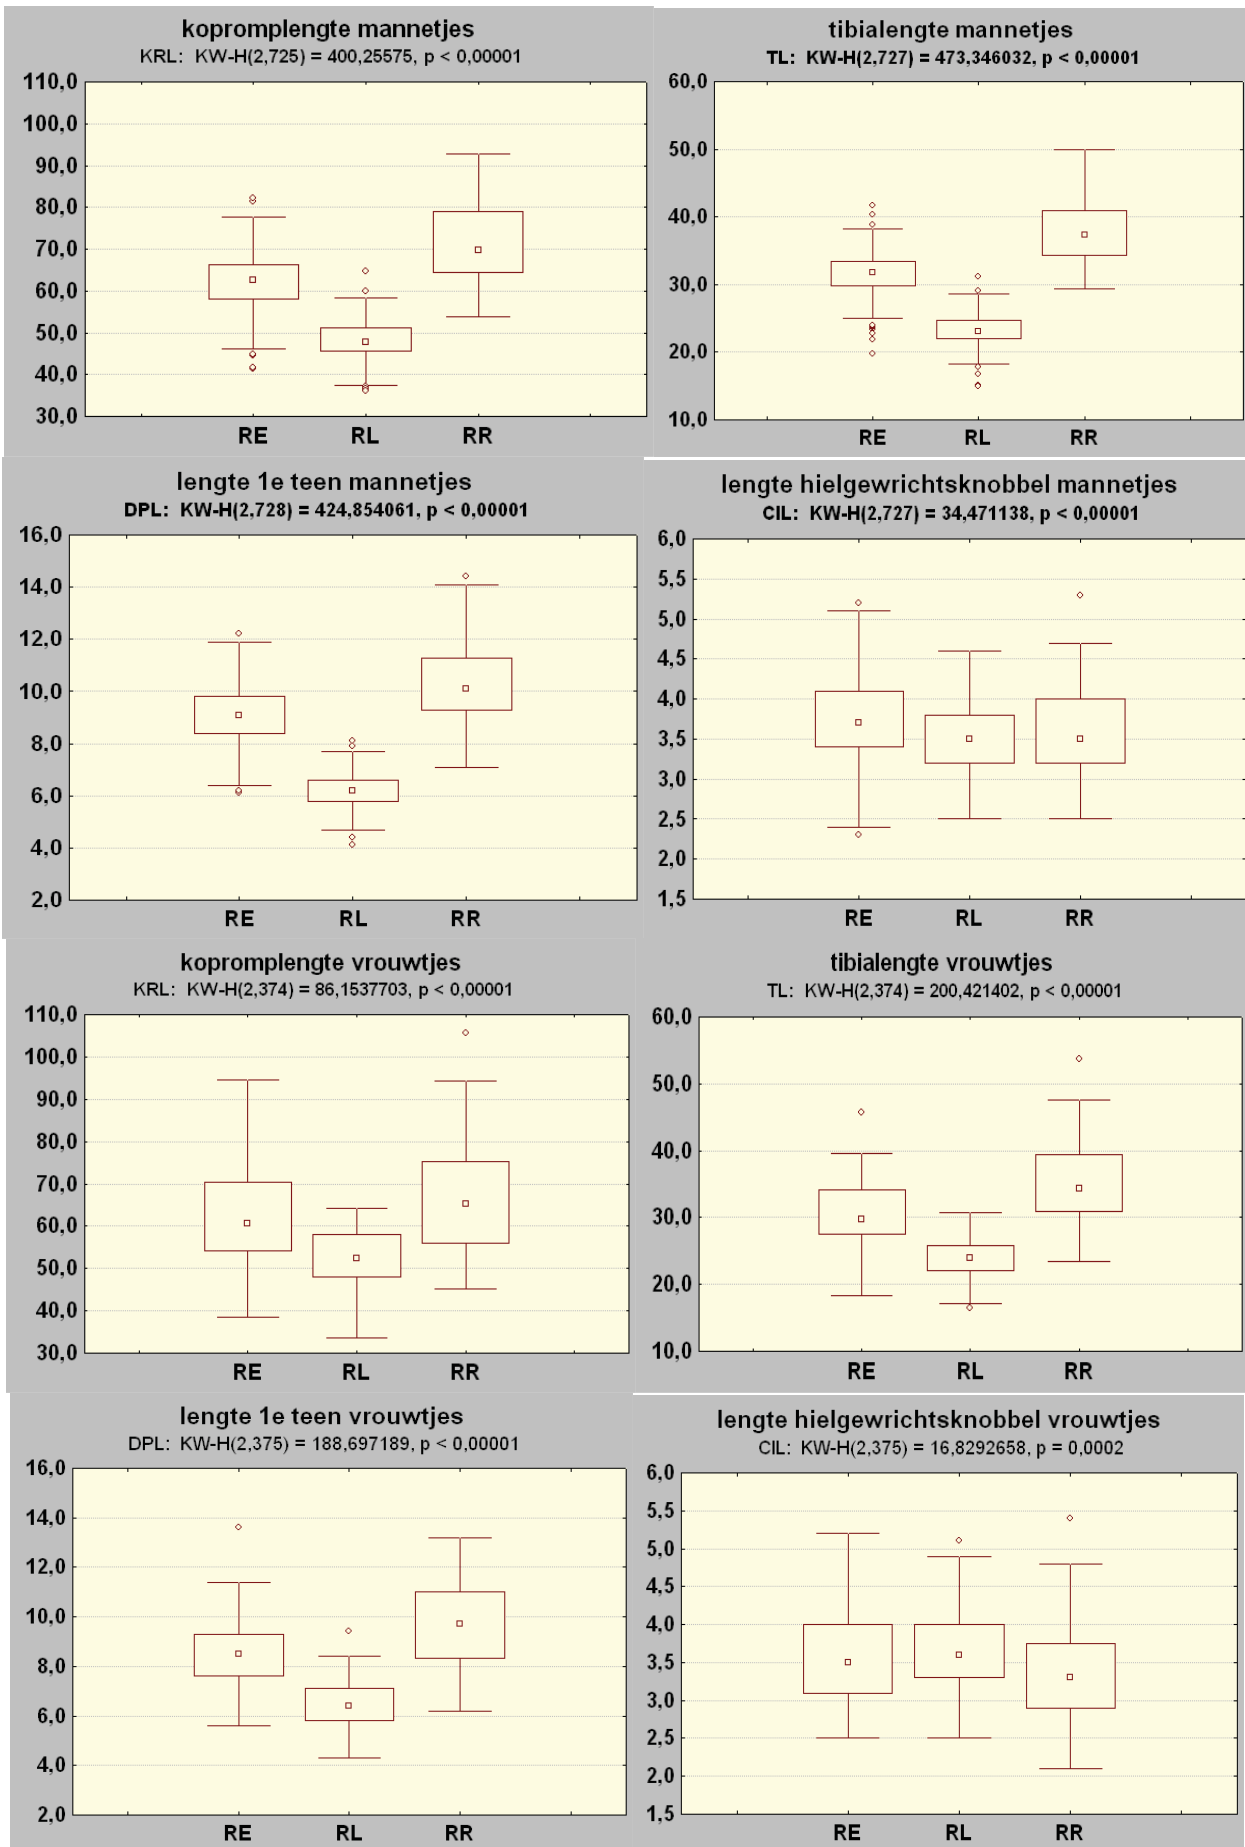 kopromplengte mannetjes
KRL: KW-H(2,725) = 400,25575, p < 0,00001
110,0
100,0
90,0
80,0
70,0
60,0
50,0
40,0
30,0
RE RL RR
tibialengte mannetjes
TL: KW-H(2,727) = 473,346032, p < 0,00001
60,0
50,0
40,0
30,0
20,0
10,0
RE RL RR
lengte 1e teen mannetjes
DPL: KW-H(2,728) = 424,854061, p < 0,00001
16,0
14,0
12,0
10,0
8,0
6,0
4,0
2,0
RE RL RR
lengte hielgewrichtsknobbel mannetjes
CIL: KW-H(2,727) = 34,471138, p < 0,00001
6,0
5,5
5,0
4,5
4,0
3,5
3,0
2,5
2,0
1,5
RE RL RR
kopromplengte vrouwtjes
KRL: KW-H(2,374) = 86,1537703, p < 0,00001
110,0
100,0
90,0
80,0
70,0
60,0
50,0
40,0
30,0
RE RL RR
tibialengte vrouwtjes
TL: KW-H(2,374) = 200,421402, p < 0,00001
60,0
50,0
40,0
30,0
20,0
10,0
RE RL RR
lengte 1e teen vrouwtjes
DPL: KW-H(2,375) = 188,697189, p < 0,00001
16,0
14,0
12,0
10,0
8,0
6,0
4,0
2,0
RE RL RR
lengte hielgewrichtsknobbel vrouwtjes
CIL: KW-H(2,375) = 16,8292658, p = 0,0002
6,0
5,5
5,0
4,5
4,0
3,5
3,0
2,5
2,0
1,5
RE RL RR